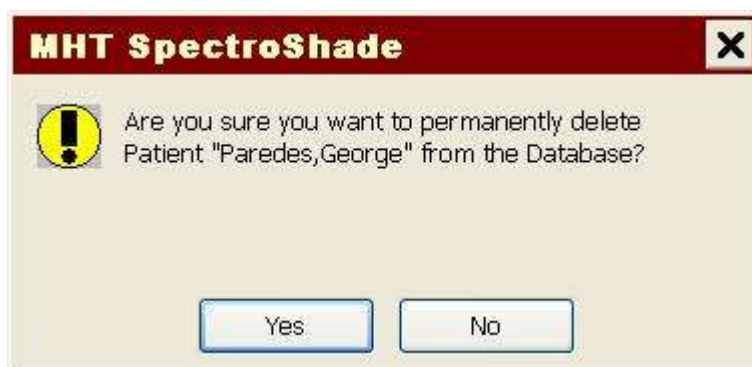 MHT SpectroShade
Are you sure you want to permanently delete
Patient "Paredes,George" from the Database?
Yes
No